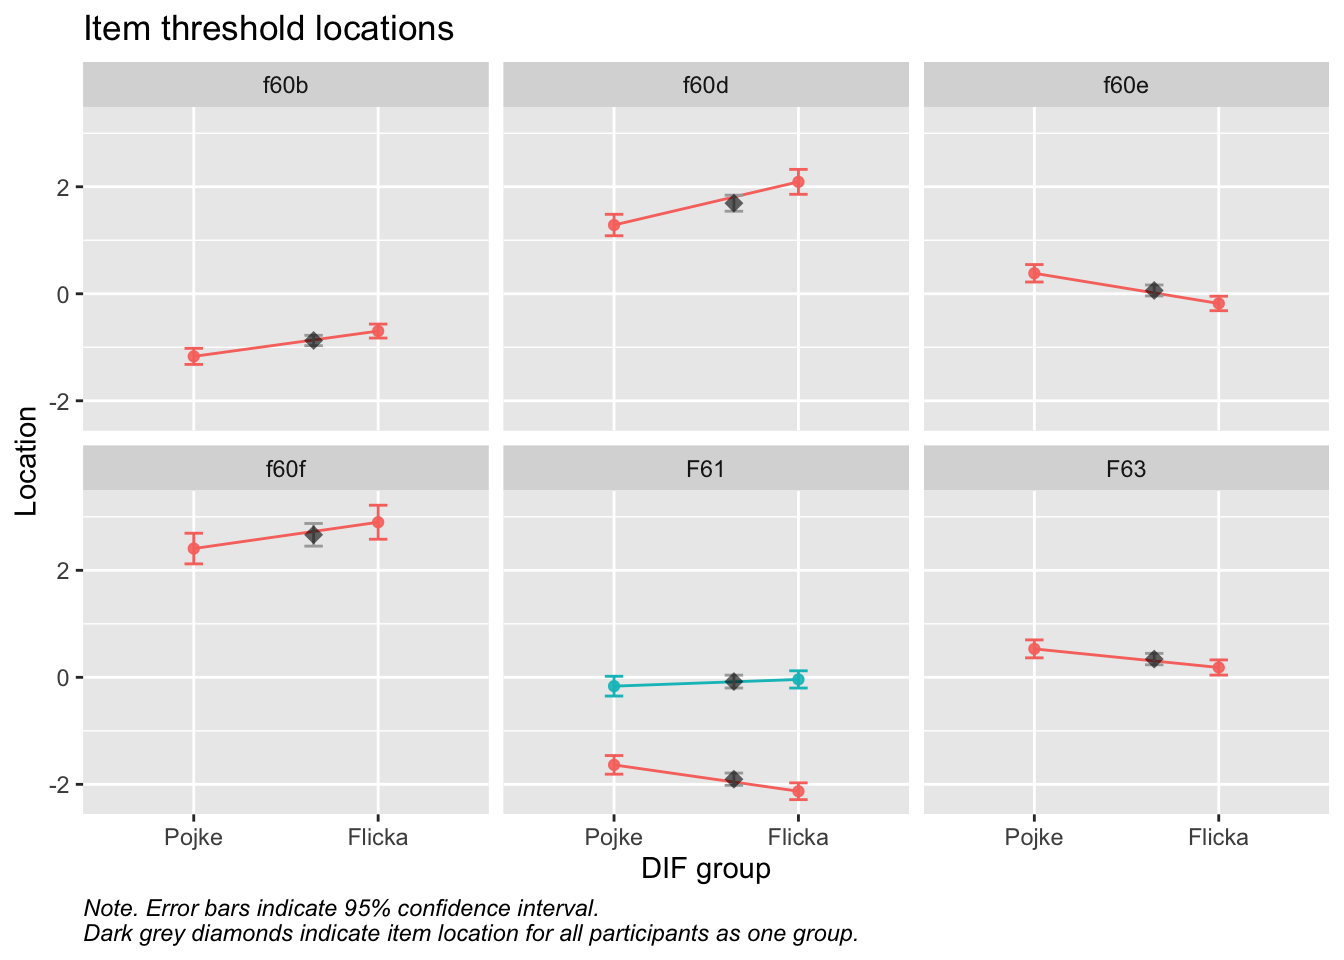 Item threshold locations
f60b f60d f60e
2
0
-2
Location
f60f F61 F63
2
0
-2
Pojke Flicka Pojke Flicka Pojke Flicka
DIF group
Note. Error bars indicate 95% confidence interval.
Dark grey diamonds indicate item location for all participants as one group.